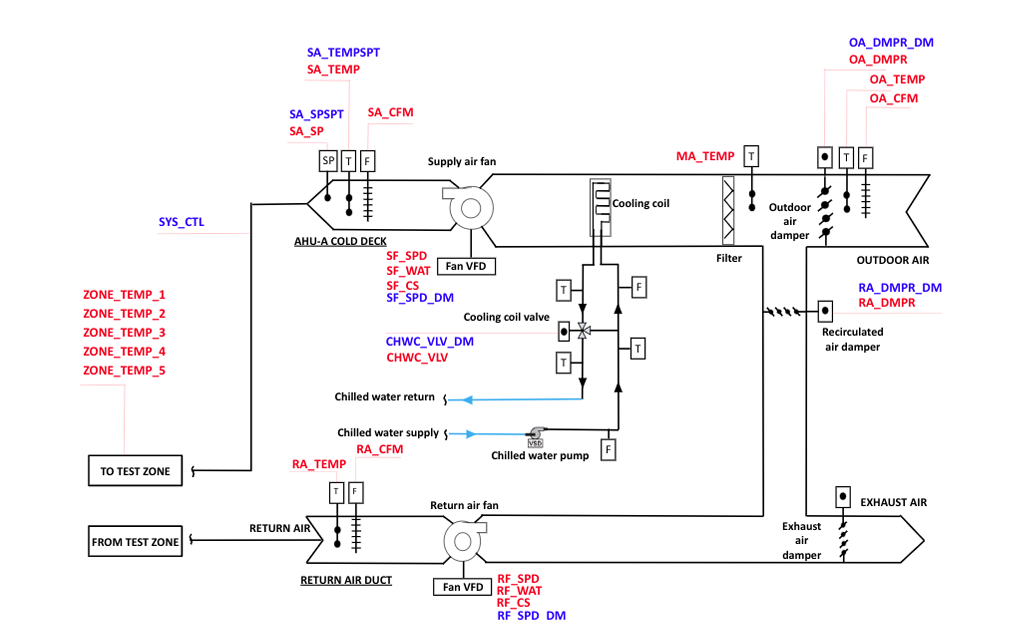 SA_TEMPSPT
SA_TEMP
OA_DMPR_DM
OA_DMPR
OA_TEMP
OA_CFM
SA_SPSPT
SA_SP
SA_CFM
SP
T
F
Supply air fan
MA_TEMP
T
T
F
Cooling coil
Outdoor
air
damper
SYS_CTL
AHU-A COLD DECK
Filter
OUTDOOR AIR
SF_SPD
SF_WAT
SF_CS
SF_SPD_DM
Fan VFD
T
F
RA_DMPR_DM
RA_DMPR
ZONE_TEMP_1
ZONE_TEMP_2
ZONE_TEMP_3
ZONE_TEMP_4
ZONE_TEMP_5
Cooling coil valve
Recirculated
air damper
CHWC_VLV_DM
CHWC_VLV
T
T
Chilled water return
Chilled water supply
VSD
Chilled water pump
F
TO TEST ZONE
RA_TEMP
RA_CFM
T
F
Return air fan
EXHAUST AIR
RETURN AIR
Exhaust
air
damper
FROM TEST ZONE
RETURN AIR DUCT
Fan VFD
RF_SPD
RF_WAT
RF_CS
RF_SPD_DM